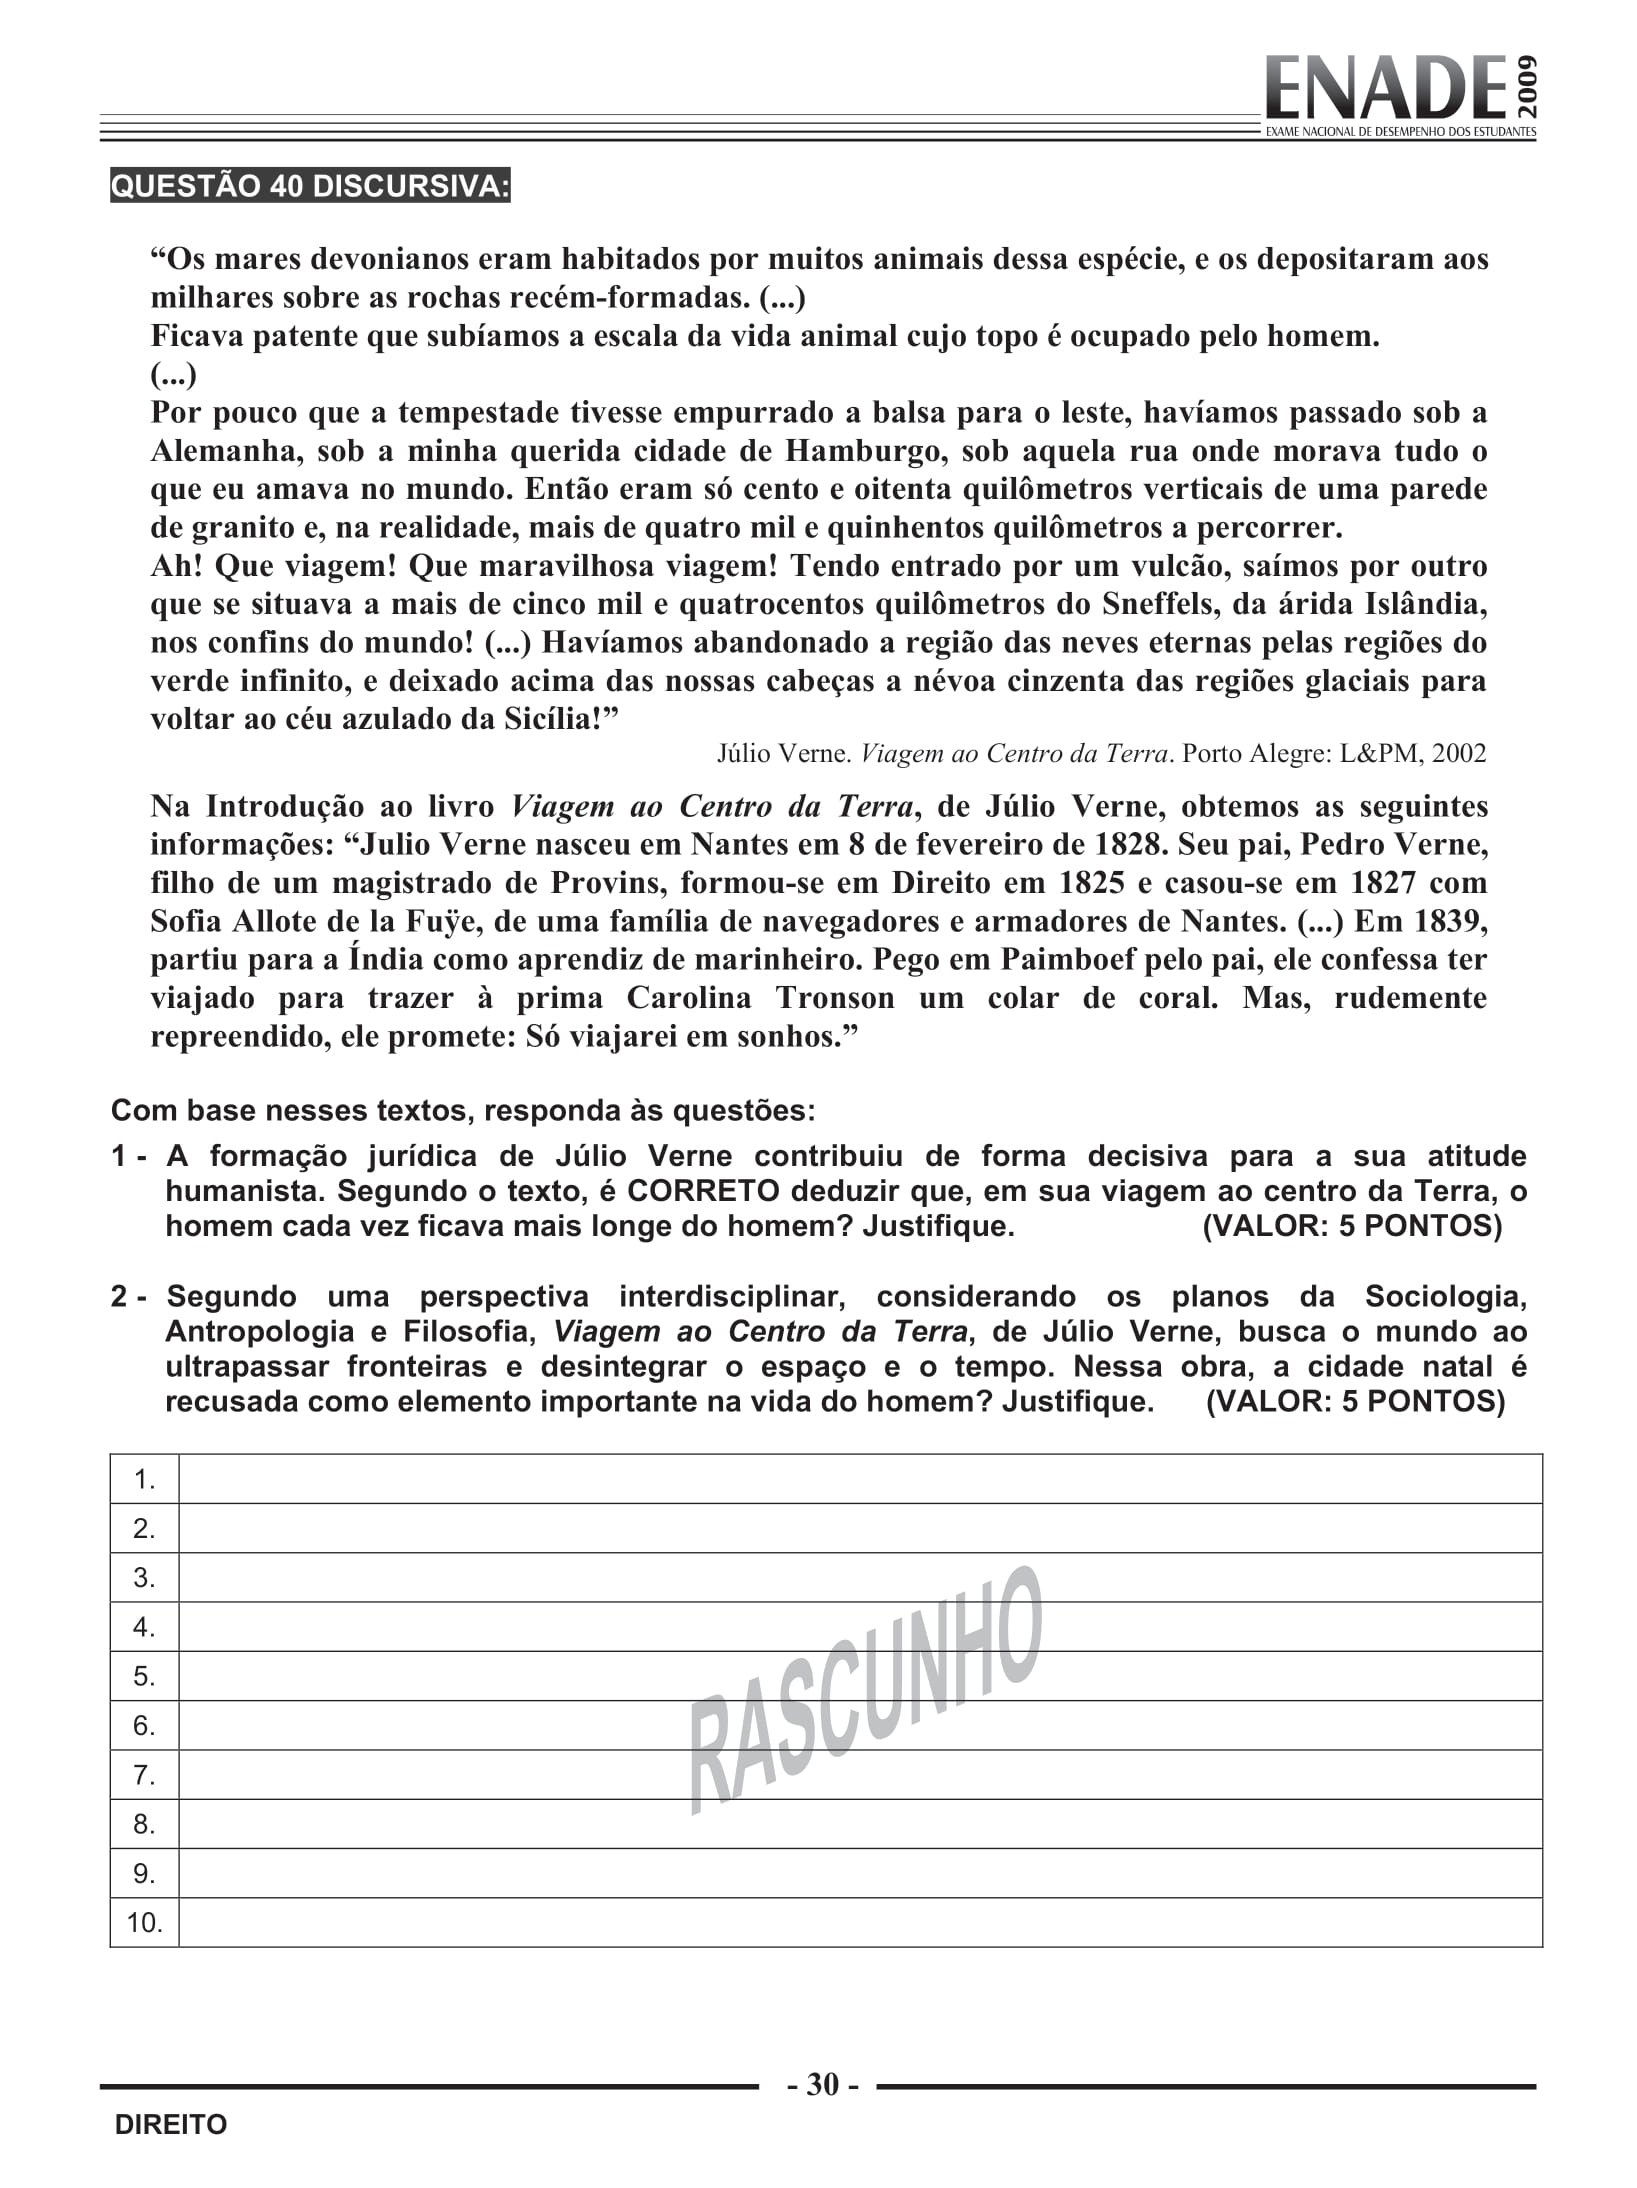 ENADE 2009
EXAME NACIONAL DE DESEMPENHO DOS ESTUDANTES
QUESTÃO 40 DISCURSIVA:
“Os mares devonianos eram habitados por muitos animais dessa espécie, e os depositaram aos
milhares sobre as rochas recém-formadas. (...)
Ficava patente que subíamos a escala da vida animal cujo topo é ocupado pelo homem.
(...)
Por pouco que a tempestade tivesse empurrado a balsa para o leste, havíamos passado sob a
Alemanha, sob a minha querida cidade de Hamburgo, sob aquela rua onde morava tudo o
que eu amava no mundo. Então eram só cento e oitenta quilômetros verticais de uma parede
de granito e, na realidade, mais de quatro mil e quinhentos quilômetros a percorrer.
Ah! Que viagem! Que maravilhosa viagem! Tendo entrado por um vulcão, saímos por outro
que se situava a mais de cinco mil e quatrocentos quilômetros do Sneffels, da árida Islândia,
nos confins do mundo! (...) Havíamos abandonado a região das neves eternas pelas regiões do
verde infinito, e deixado acima das nossas cabeças a névoa cinzenta das regiões glaciais para
voltar ao céu azulado da Sicília!”
Júlio Verne. Viagem ao Centro da Terra. Porto Alegre: L&PM, 2002
Na Introdução ao livro Viagem ao Centro da Terra, de Júlio Verne, obtemos as seguintes
informações: “Julio Verne nasceu em Nantes em 8 de fevereiro de 1828. Seu pai, Pedro Verne,
filho de um magistrado de Provins, formou-se em Direito em 1825 e casou-se em 1827 com
Sofia Allote de la Fuÿe, de uma família de navegadores e armadores de Nantes. (...) Em 1839,
partiu para a Índia como aprendiz de marinheiro. Pego em Paimboef pelo pai, ele confessa ter
viajado para trazer à prima Carolina Tronson um colar de coral. Mas, rudemente
repreendido, ele promete: Só viajarei em sonhos.”
Com base nesses textos, responda às questões:
1 - A formação jurídica de Júlio Verne contribuiu de forma decisiva para a sua atitude
humanista. Segundo o texto, é CORRETO deduzir que, em sua viagem ao centro da Terra, o
homem cada vez ficava mais longe do homem? Justifique. (VALOR: 5 PONTOS)
2 - Segundo uma perspectiva interdisciplinar, considerando os planos da Sociologia,
Antropologia e Filosofia, Viagem ao Centro da Terra, de Júlio Verne, busca o mundo ao
ultrapassar fronteiras e desintegrar o espaço e o tempo. Nessa obra, a cidade natal é
recusada como elemento importante na vida do homem? Justifique. (VALOR: 5 PONTOS)
1.
2.
3.
4.
5.
6.
7.
8.
9.
10.
RASCUNHO
- 30 -
DIREITO